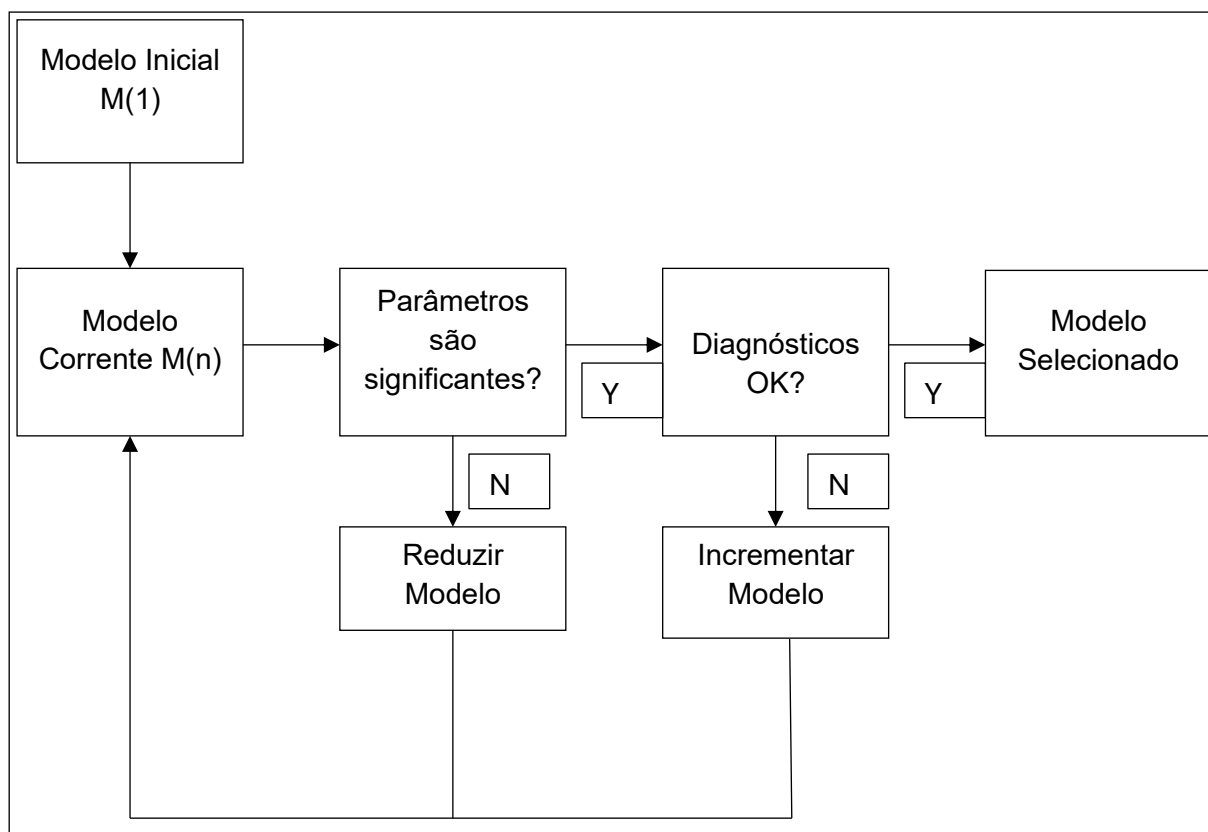 Modelo Inicial
M(1)
Modelo
Corrente M(n)
Parâmetros
são
significantes?
Y
Diagnósticos
OK?
Y
Modelo
Selecionado
N
N
Reduzir
Modelo
Incrementar
Modelo